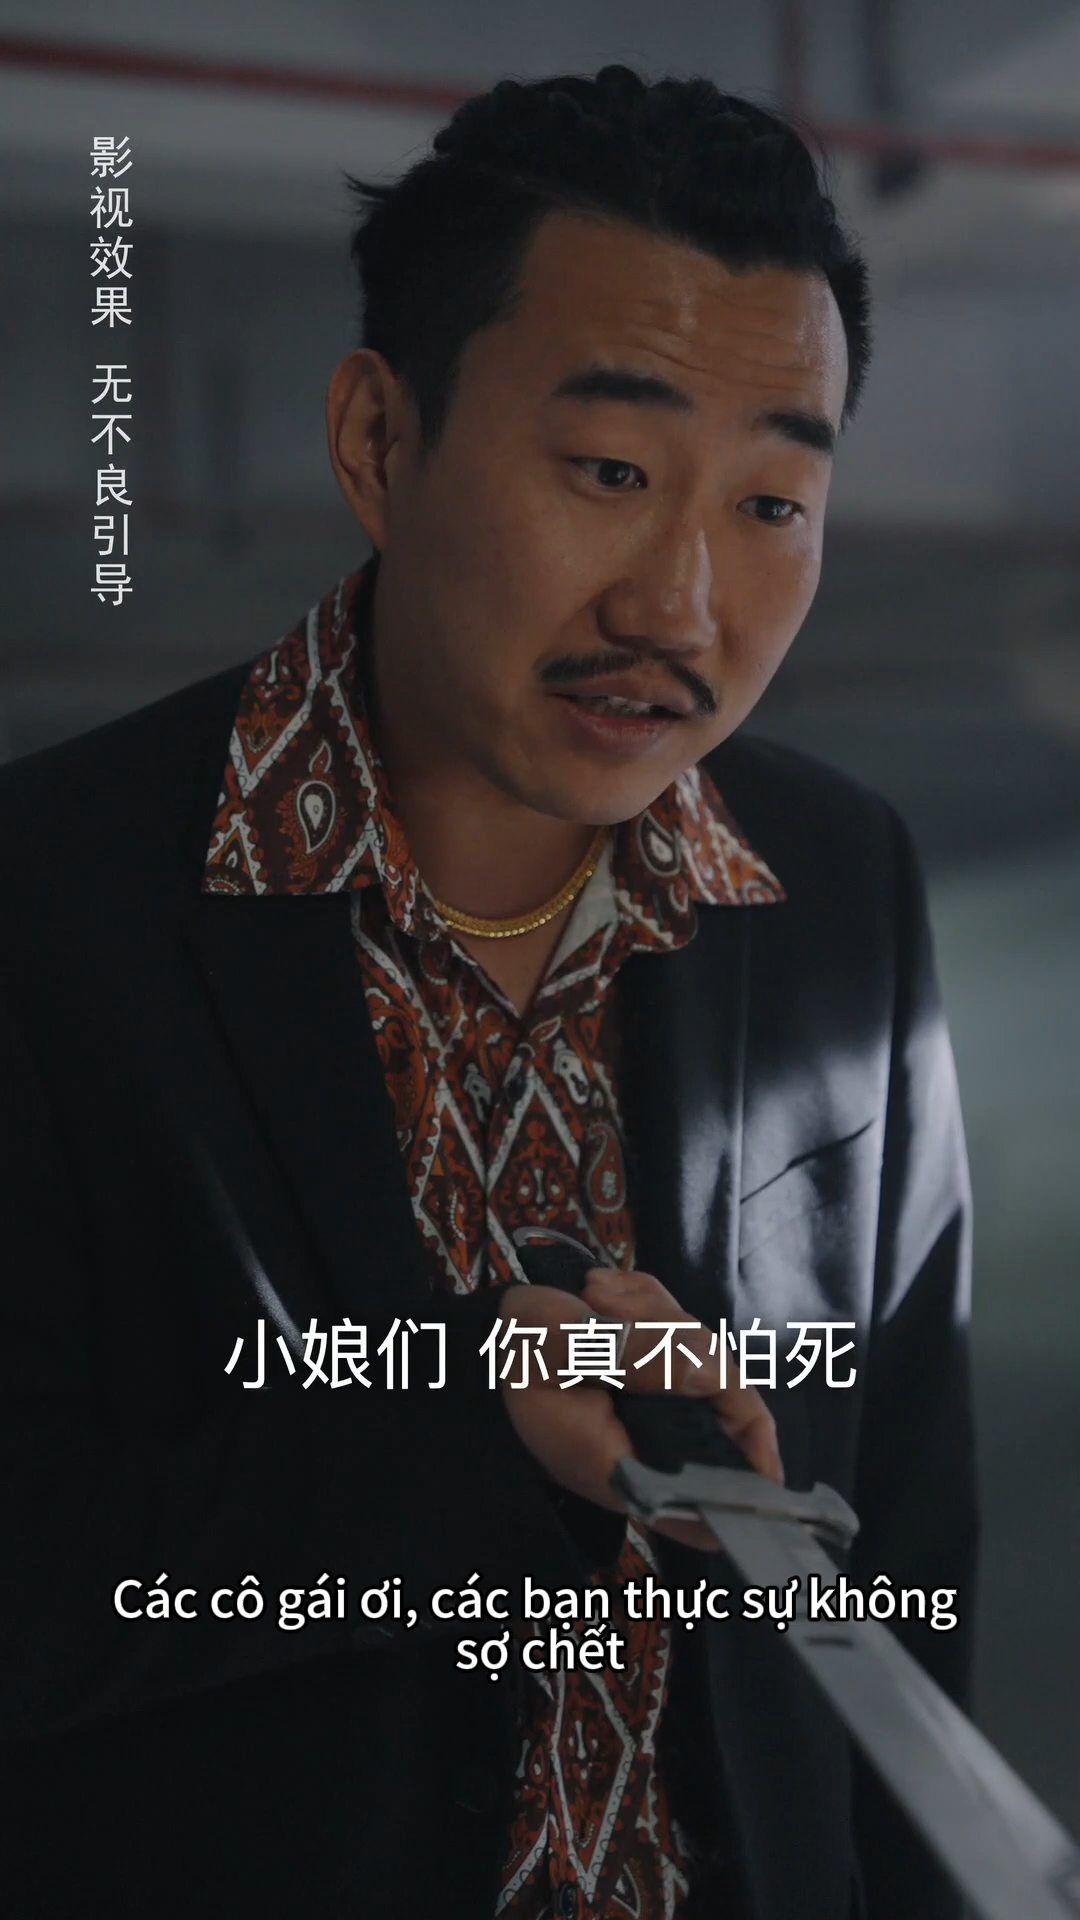 影视效果 无不良引导
小娘们 你真不怕死
Các cô gái ơi, các bạn thực sự không
sợ chết